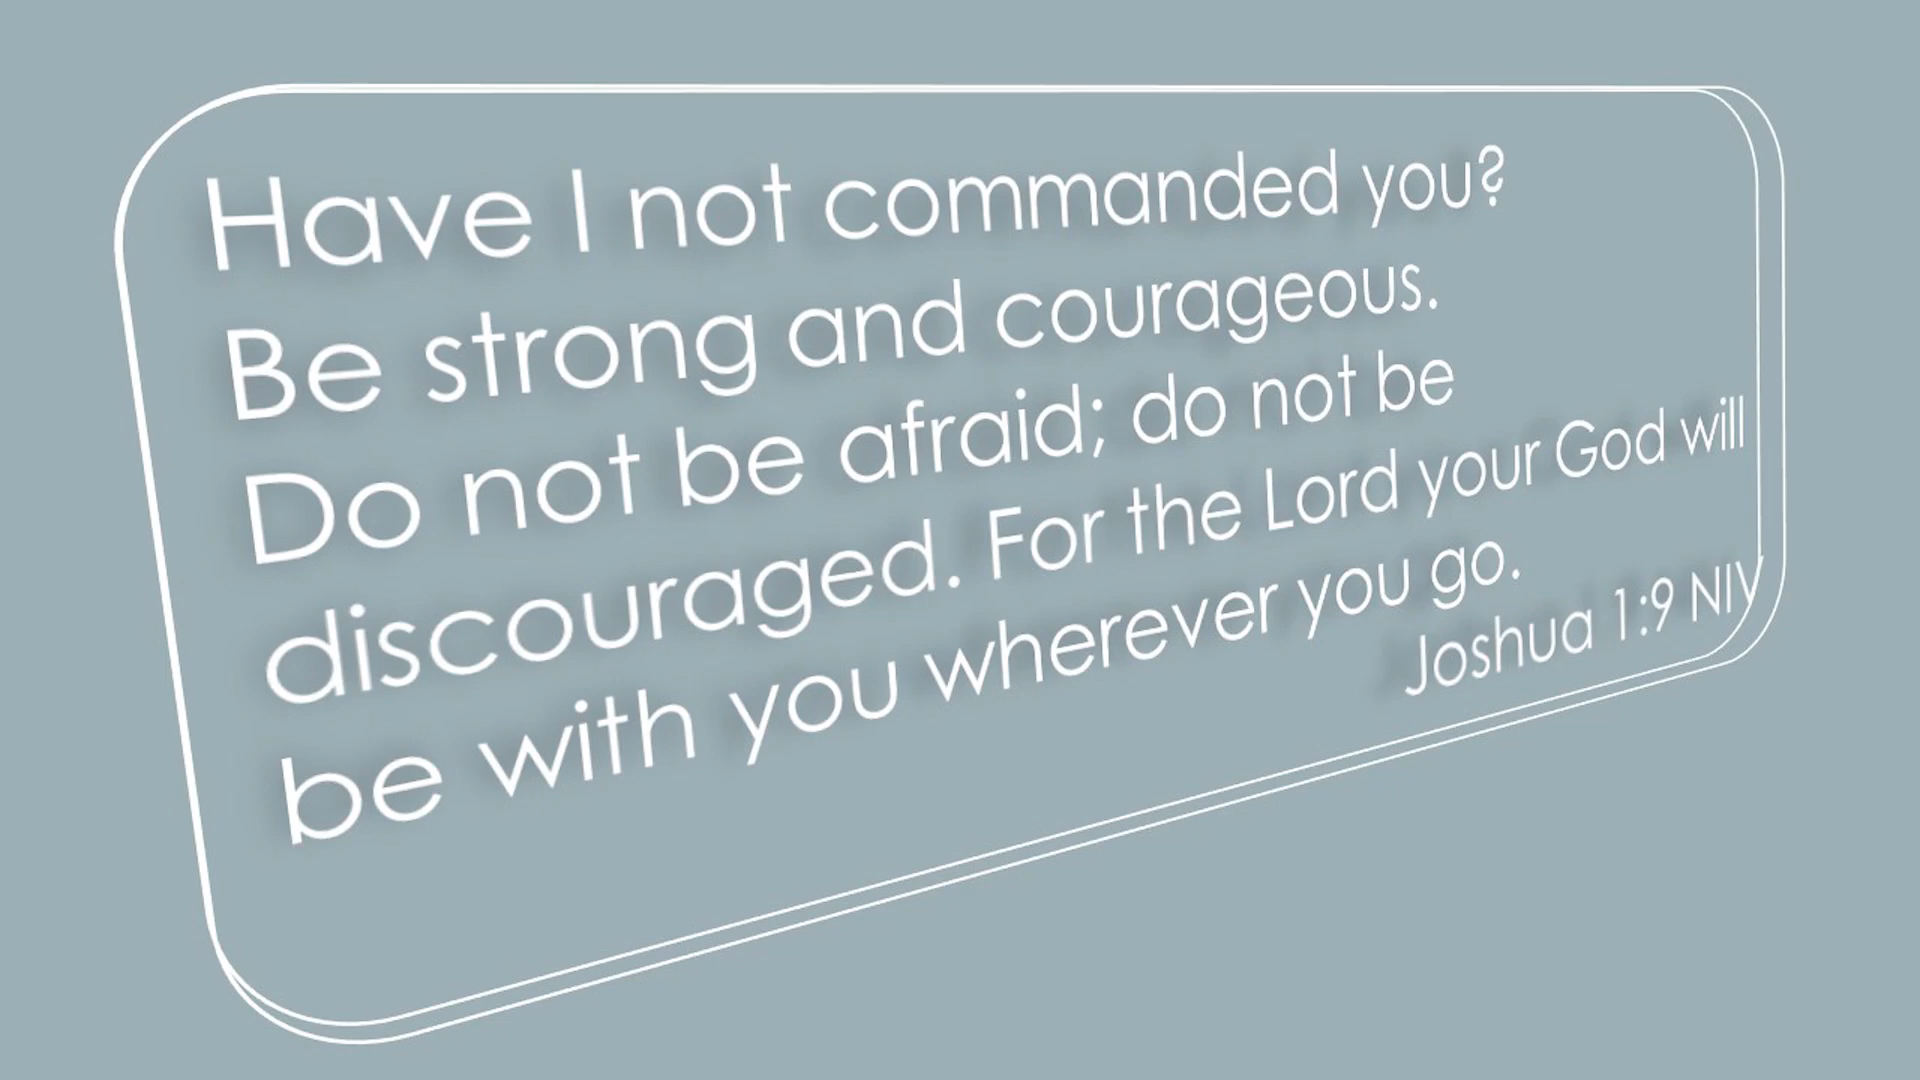 Have I not commanded you?
Be strong and courageous.
Do not be afraid; do not be
discouraged. For the Lord your God will
be with you wherever you go.
Joshua 1:9 NIV